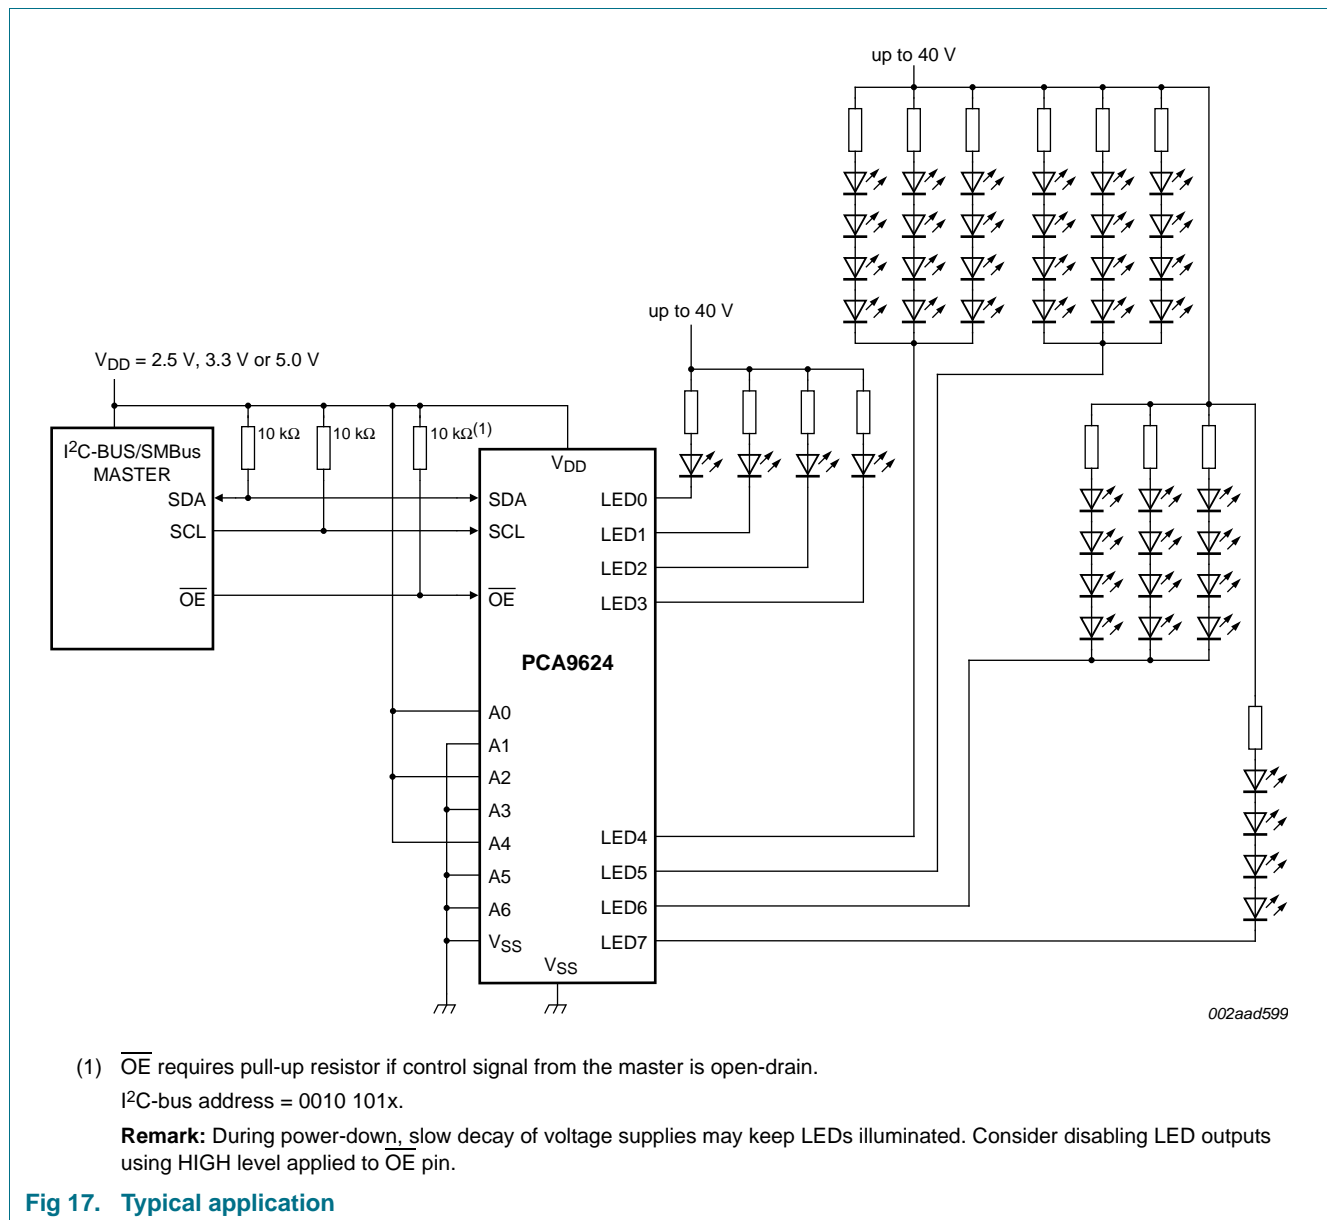 up to 40 V
up to 40 V
V_DD = 2.5 V, 3.3 V or 5.0 V
10 kΩ
10 kΩ
10 kΩ(1)
I²C-BUS/SMBus
MASTER
SDA
SCL
O̅E̅
V_DD
SDA
SCL
O̅E̅
PCA9624
A0
A1
A2
A3
A4
A5
A6
V_SS
V_SS
LED0
LED1
LED2
LED3
LED4
LED5
LED6
LED7
002aad599
(1) O̅E̅ requires pull-up resistor if control signal from the master is open-drain.
I²C-bus address = 0010 101x.
Remark: During power-down, slow decay of voltage supplies may keep LEDs illuminated. Consider disabling LED outputs
using HIGH level applied to O̅E̅ pin.
Fig 17. Typical application